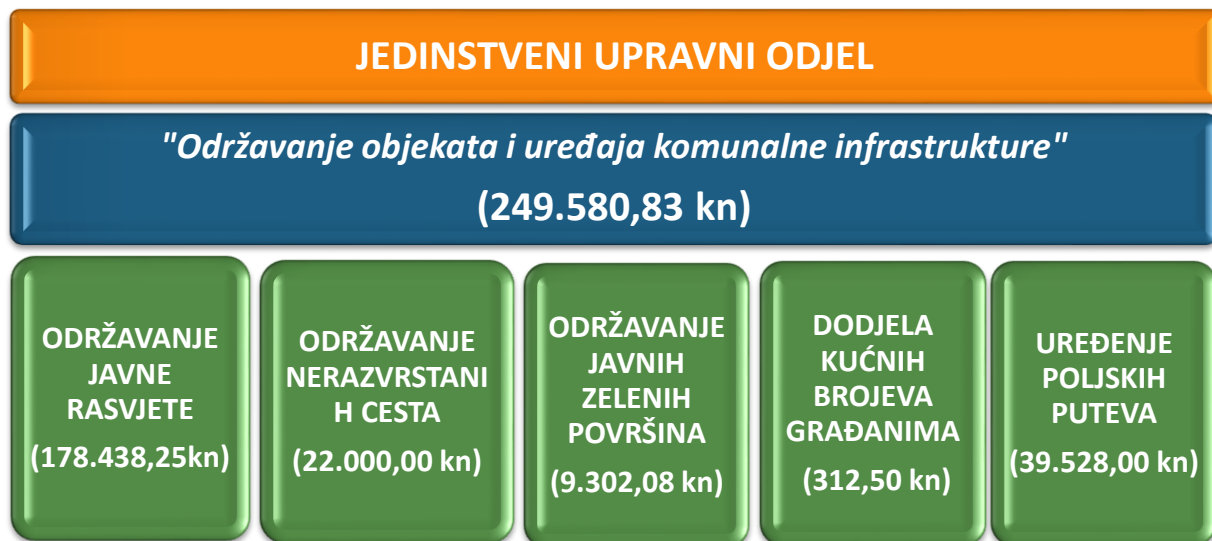 JEDINSTVENI UPRAVNI ODJEL
"Održavanje objekata i uređaja komunalne infrastrukture"
(249.580,83 kn)
ODRŽAVANJE
JAVNE
RASVJETE
(178.438,25kn)
ODRŽAVANJE
NERAZVRSTANI
H CESTA
(22.000,00 kn)
ODRŽAVANJE
JAVNIH
ZELENIH
POVRŠINA
(9.302,08 kn)
DODJELA
KUĆNIH
BROJEVA
GRAĐANIMA
(312,50 kn)
UREĐENJE
POLJSKIH
PUTEVA
(39.528,00 kn)